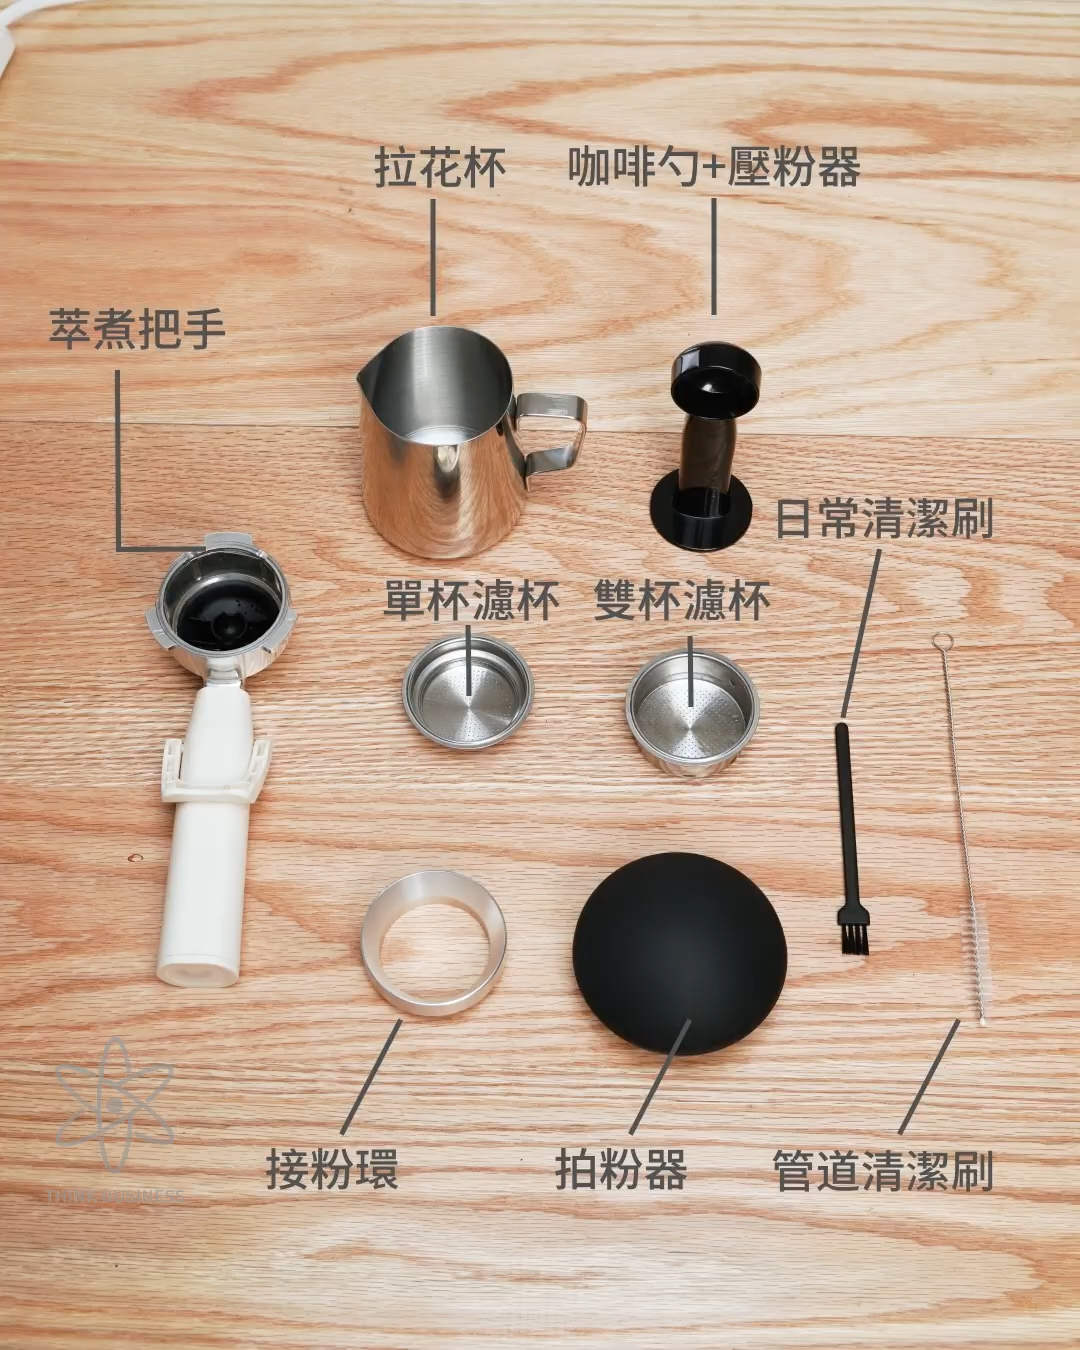 拉花杯
咖啡勺+壓粉器
萃煮把手
日常清潔刷
單杯濾杯
雙杯濾杯
接粉環
拍粉器
管道清潔刷